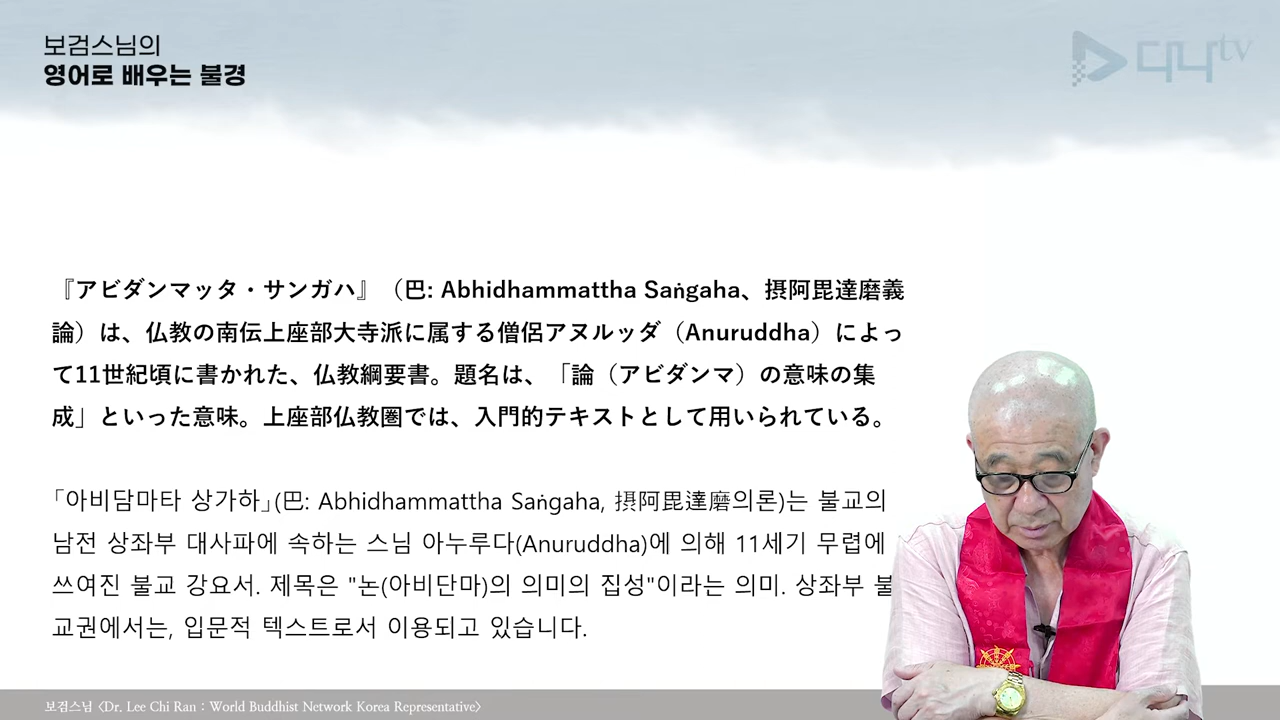 보검스님의
영어로 배우는 불경
디나tv
『アビダンマッタ・サンガハ』（巴: Abhidhammattha Saṅgaha、摂阿毘達磨義
論）は、仏教の南伝上座部大寺派に属する僧侶アヌルッダ（Anuruddha）によっ
て11世紀頃に書かれた、仏教綱要書。題名は、「論（アビダンマ）の意味の集
成」といった意味。上座部仏教圏では、入門的テキストとして用いられている。
「아비담마타 상가하」(巴: Abhidhammattha Saṅgaha, 摂阿毘達磨의론)는 불교의
남전 상좌부 대사파에 속하는 스님 아누루다(Anuruddha)에 의해 11세기 무렵에
쓰여진 불교 강요서. 제목은 "논(아비단마)의 의미의 집성"이라는 의미. 상좌부 불
교권에서는, 입문적 텍스트로서 이용되고 있습니다.
보검스님 <Dr. Lee Chi Ran : World Buddhist Network Korea Representative>